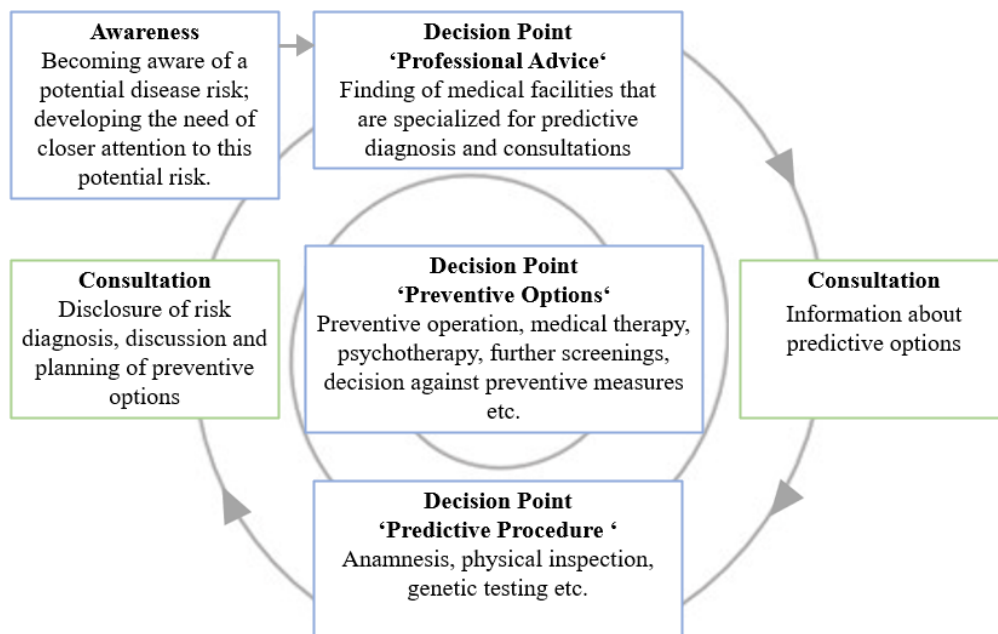 Awareness
Becoming aware of a
potential disease risk;
developing the need of
closer attention to this
potential risk.
Decision Point
‘Professional Advice‘
Finding of medical facilities that
are specialized for predictive
diagnosis and consultations
Consultation
Disclosure of risk
diagnosis, discussion and
planning of preventive
options
Decision Point
‘Preventive Options‘
Preventive operation, medical therapy,
psychotherapy, further screenings,
decision against preventive measures
etc.
Consultation
Information about
predictive options
Decision Point
‘Predictive Procedure ‘
Anamnesis, physical inspection,
genetic testing etc.